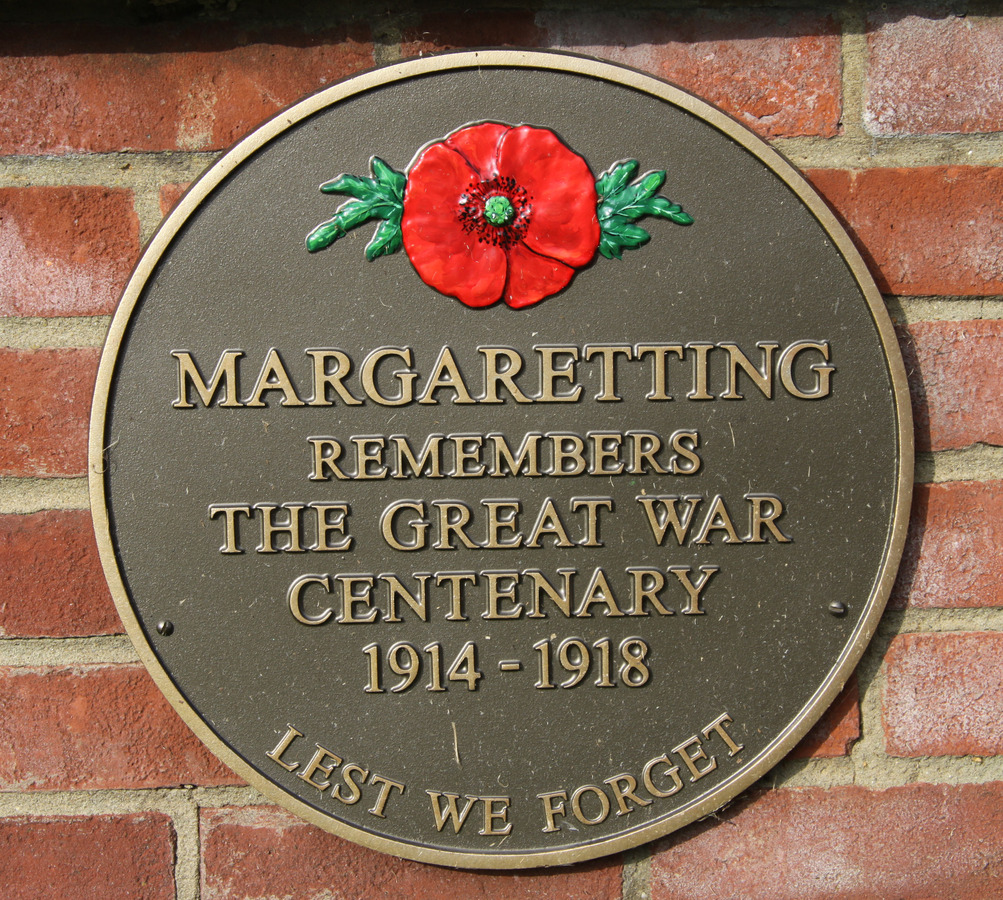 MARGARETTING
REMEMBERS
THE GREAT WAR
CENTENARY
1914 - 1918
LEST WE FORGET